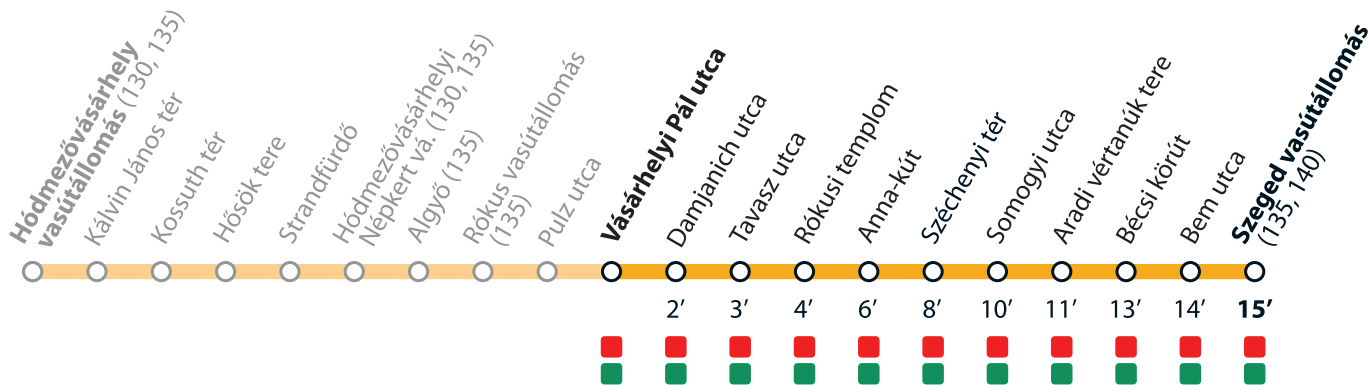 Hódmezővásárhely
vasútállomás (130, 135)
Kálvin János tér
Kossuth tér
Hősök tere
Strandfürdő
Hódmezővásárhelyi
Népkert vá. (130, 135)
Algyő (135)
Rókus vasútállomás
(135)
Pulz utca
Vásárhelyi Pál utca
Damjanich utca
Tavasz utca
Rókusi templom
Anna-kút
Széchenyi tér
Somogyi utca
Aradi vértanúk tere
Bécsi körút
Bem utca
Szeged vasútállomás
(135, 140)
2’ 3’ 4’ 6’ 8’ 10’ 11’ 13’ 14’ 15’